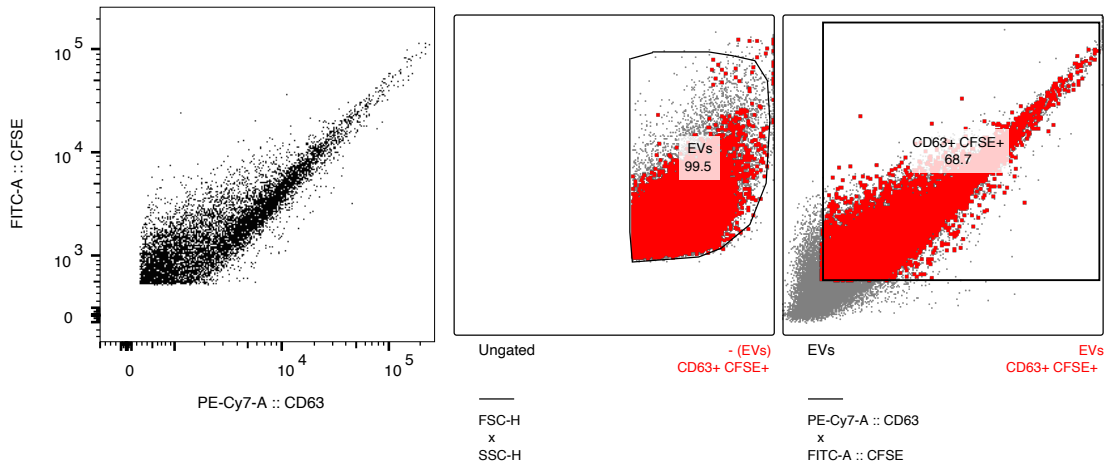 10^5
10^4
10^3
0
FITC-A :: CFSE
0
10^4
10^5
PE-Cy7-A :: CD63
EVs
99.5
Ungated
- (EVs)
CD63+ CFSE+
FSC-H
x
SSC-H
CD63+ CFSE+
68.7
EVs
EVs
CD63+ CFSE+
PE-Cy7-A :: CD63
x
FITC-A :: CFSE